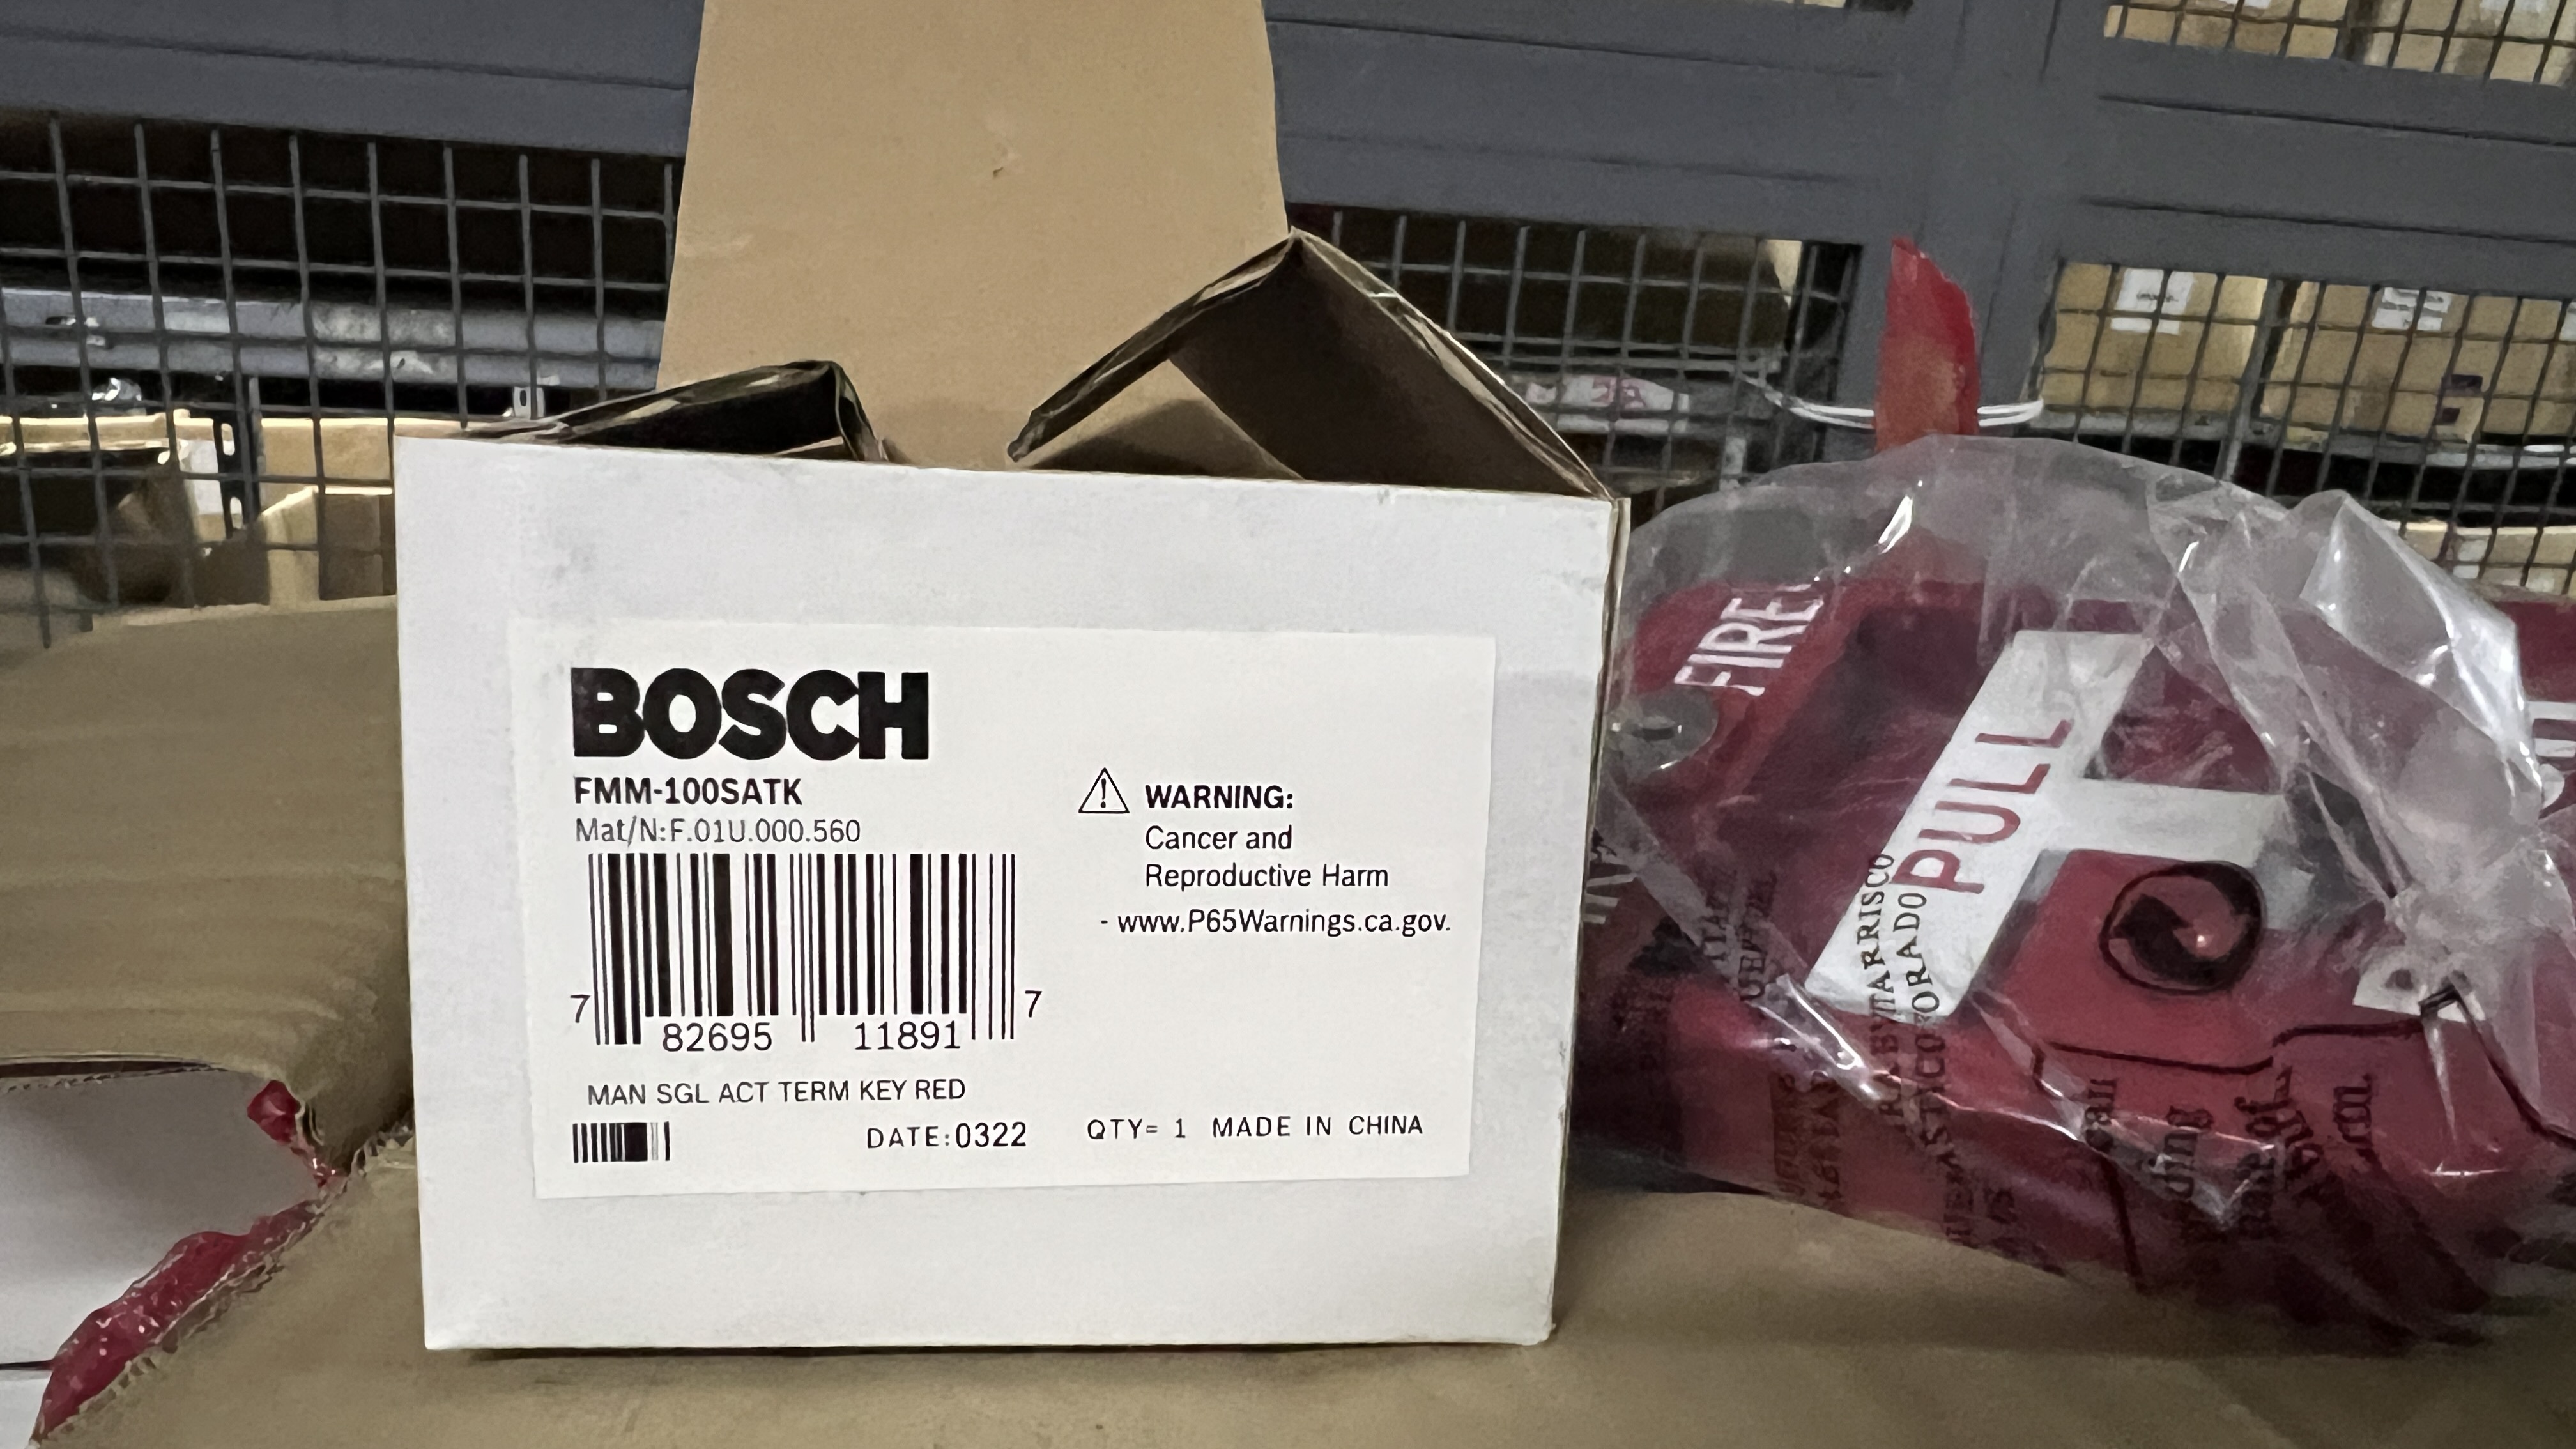 BOSCH
FMM-100SATK
Mat/N:F.01U.000.560
7 82695 11891 7
MAN SGL ACT TERM KEY RED
DATE:0322
QTY= 1 MADE IN CHINA
WARNING:
Cancer and
Reproductive Harm
- www.P65Warnings.ca.gov.
FIRE
PULL